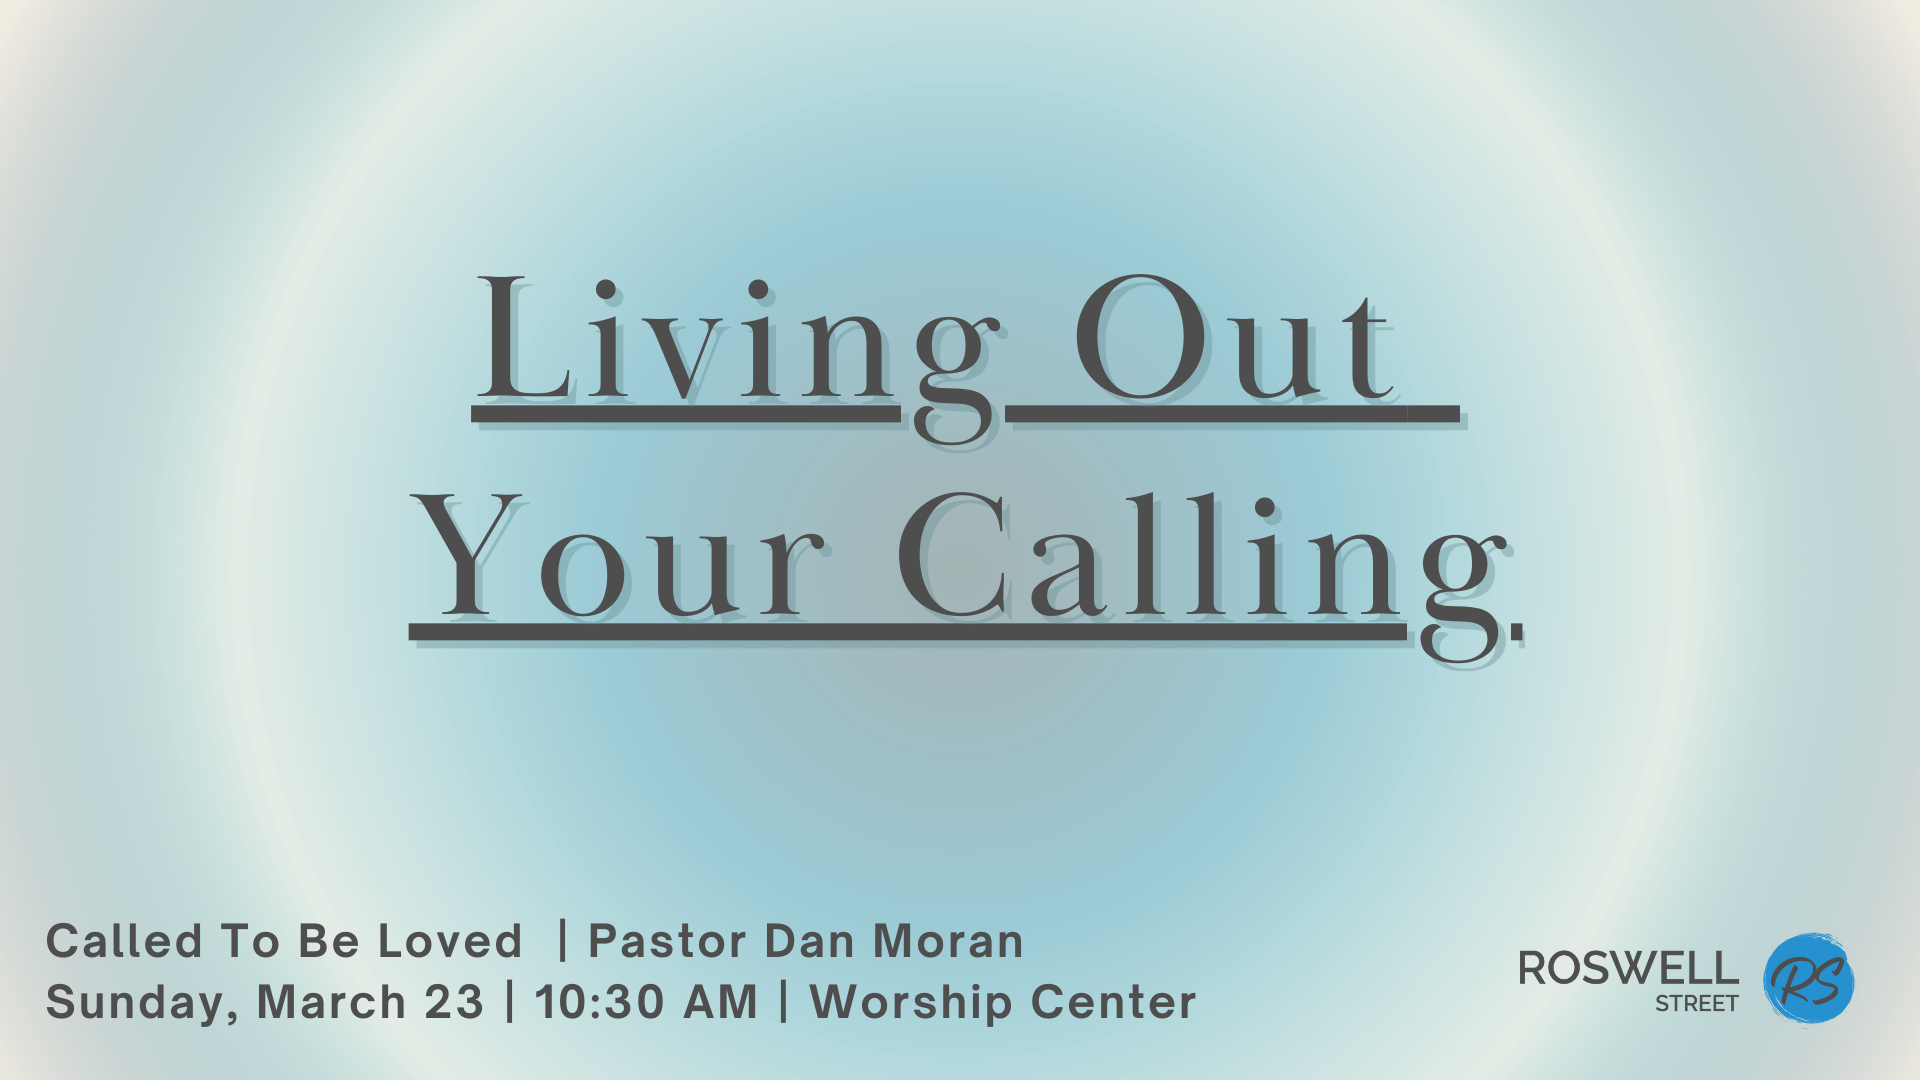 Living Out
Your Calling
Called To Be Loved | Pastor Dan Moran
Sunday, March 23 | 10:30 AM | Worship Center
ROSWELL
STREET
RS